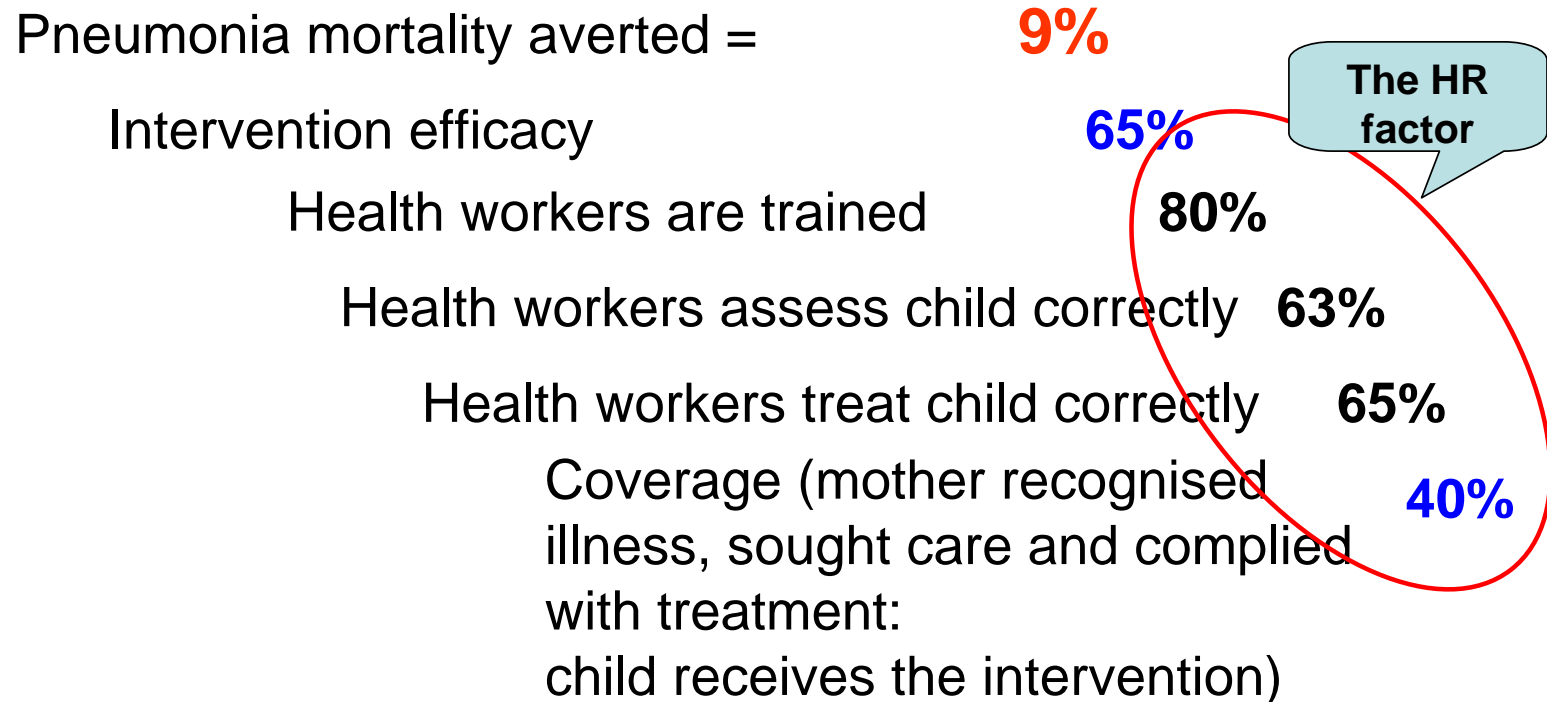 Pneumonia mortality averted = 9%
The HR
factor
Intervention efficacy 65%
Health workers are trained 80%
Health workers assess child correctly 63%
Health workers treat child correctly 65%
Coverage (mother recognised
illness, sought care and complied
with treatment:
child receives the intervention)
40%